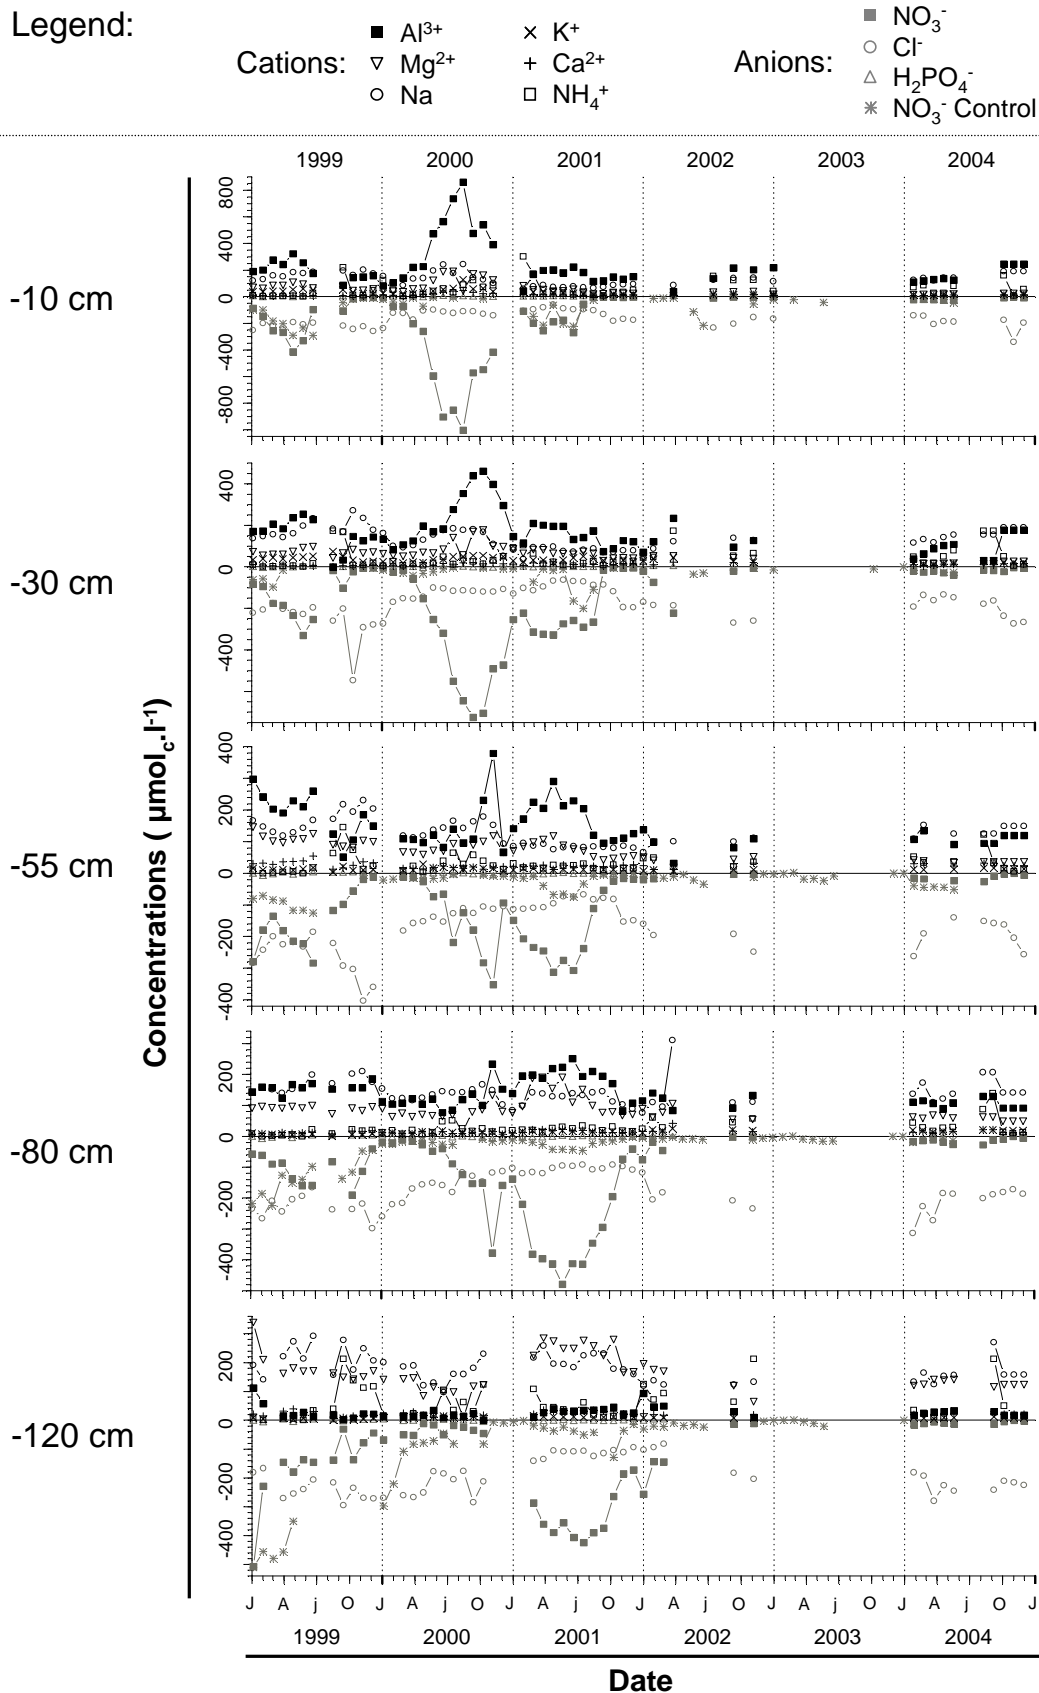 Legend:
Cations: Al³⁺ K⁺
Mg²⁺ Ca²⁺
Na NH₄⁺
Anions: NO₃⁻
Cl⁻
H₂PO₄⁻
NO₃⁻ Control
1999 2000 2001 2002 2003 2004
-10 cm
800
400
0
-400
-800
-30 cm
400
0
-400
-55 cm
400
200
0
-200
-400
-80 cm
200
0
-200
-400
-120 cm
200
0
-200
-400
Concentrations ( µmolc.l-1)
J A j O J A j O J A j O J A j O J A j O J A j O J
1999 2000 2001 2002 2003 2004
Date